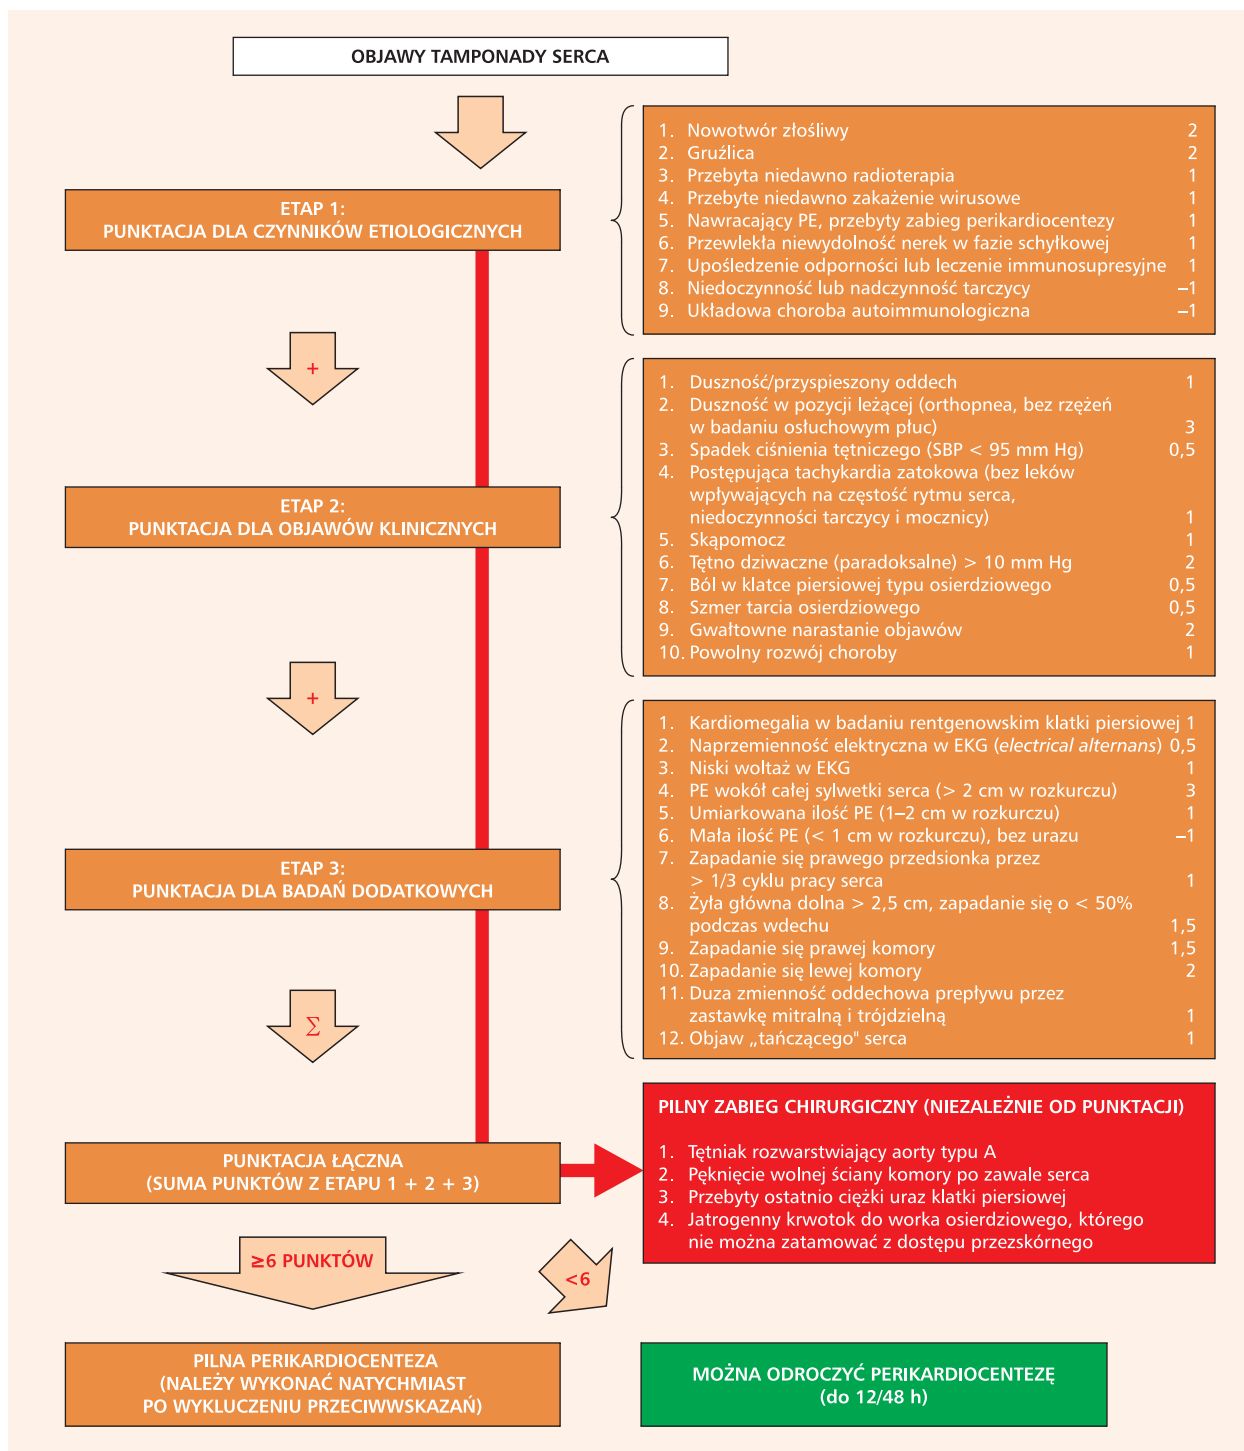 OBJAWY TAMPONADY SERCA
ETAP 1:
PUNKTACJA DLA CZYNNIKÓW ETIOLOGICZNYCH
1. Nowotwór złośliwy 2
2. Gruźlica 2
3. Przebyta niedawno radioterapia 1
4. Przebyte niedawno zakażenie wirusowe 1
5. Nawracający PE, przebyty zabieg perikardiocentezy 1
6. Przewlekła niewydolność nerek w fazie schyłkowej 1
7. Upośledzenie odporności lub leczenie immunosupresyjne 1
8. Niedoczynność lub nadczynność tarczycy –1
9. Układowa choroba autoimmunologiczna –1
+
ETAP 2:
PUNKTACJA DLA OBJAWÓW KLINICZNYCH
1. Duszność/przyspieszony oddech 1
2. Duszność w pozycji leżącej (orthopnea, bez rzężeń
w badaniu osłuchowym płuc) 3
3. Spadek ciśnienia tętniczego (SBP < 95 mm Hg) 0,5
4. Postępująca tachykardia zatokowa (bez leków
wpływających na częstość rytmu serca,
niedoczynności tarczycy i mocznicy) 1
5. Skąpomocz 1
6. Tętno dziwaczne (paradoksalne) > 10 mm Hg 2
7. Ból w klatce piersiowej typu osierdziowego 0,5
8. Szmer tarcia osierdziowego 0,5
9. Gwałtowne narastanie objawów 2
10. Powolny rozwój choroby 1
+
ETAP 3:
PUNKTACJA DLA BADAŃ DODATKOWYCH
1. Kardiomegalia w badaniu rentgenowskim klatki piersiowej 1
2. Naprzemienność elektryczna w EKG (electrical alternans) 0,5
3. Niski woltaż w EKG 1
4. PE wokół całej sylwetki serca (> 2 cm w rozkurczu) 3
5. Umiarkowana ilość PE (1–2 cm w rozkurczu) 1
6. Mała ilość PE (< 1 cm w rozkurczu), bez urazu –1
7. Zapadanie się prawego przedsionka przez
> 1/3 cyklu pracy serca 1
8. Żyła główna dolna > 2,5 cm, zapadanie się o < 50%
podczas wdechu 1,5
9. Zapadanie się prawej komory 1,5
10. Zapadanie się lewej komory 2
11. Duza zmienność oddechowa prepływu przez
zastawkę mitralną i trójdzielną 1
12. Objaw „tańczącego" serca 1
∑
PUNKTACJA ŁĄCZNA
(SUMA PUNKTÓW Z ETAPU 1 + 2 + 3)
PILNY ZABIEG CHIRURGICZNY (NIEZALEŻNIE OD PUNKTACJI)
1. Tętniak rozwarstwiający aorty typu A
2. Pęknięcie wolnej ściany komory po zawale serca
3. Przebyty ostatnio ciężki uraz klatki piersiowej
4. Jatrogenny krwotok do worka osierdziowego, którego
nie można zatamować z dostępu przezskórnego
≥6 PUNKTÓW
<6
PILNA PERIKARDIOCENTEZA
(NALEŻY WYKONAĆ NATYCHMIAST
PO WYKLUCZENIU PRZECIWWSKAZAŃ)
MOŻNA ODROCZYĆ PERIKARDIOCENTEZĘ
(do 12/48 h)